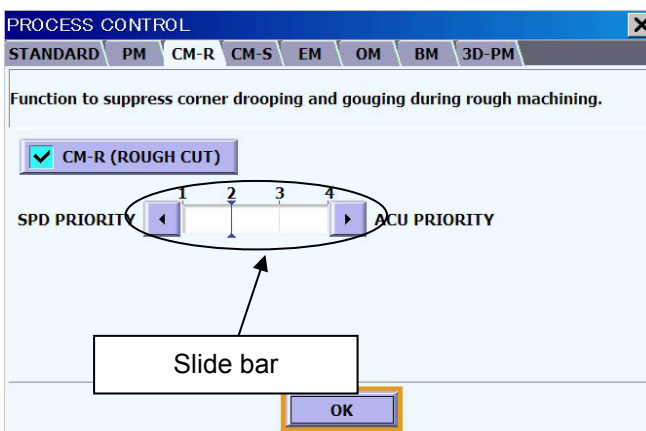 PROCESS CONTROL
STANDARD PM CM-R CM-S EM OM BM 3D-PM
Function to suppress corner drooping and gouging during rough machining.
CM-R (ROUGH CUT)
1 2 3 4
SPD PRIORITY ACU PRIORITY
Slide bar
OK